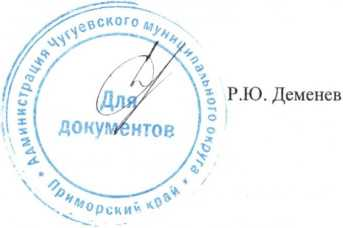 Администрация Чугуевского муниципального округа
* Приморский край *
Для
документов
Р.Ю. Деменев